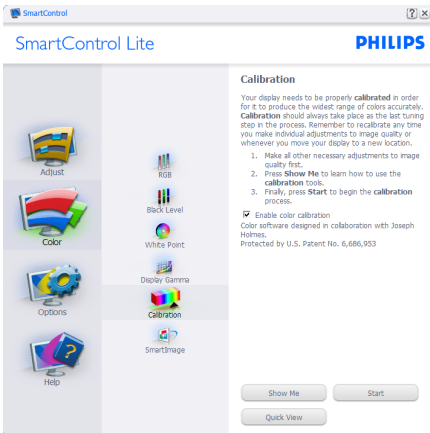 SmartControl
SmartControl Lite
PHILIPS
Adjust
Color
Options
Help
RGB
Black Level
White Point
Display Gamma
Calibration
SmartImage
Calibration
Your display needs to be properly calibrated in order
for it to produce the widest range of colors accurately.
Calibration should always take place as the last tuning
step in the process. Remember to recalibrate any time
you make individual adjustments to image quality or
whenever you move your display to a new location.
1. Make all other necessary adjustments to image
quality first.
2. Press Show Me to learn how to use the
calibration tools.
3. Finally, press Start to begin the calibration
process.
Enable color calibration
Color software designed in collaboration with Joseph
Holmes.
Protected by U.S. Patent No. 6,686,953
Show Me
Start
Quick View